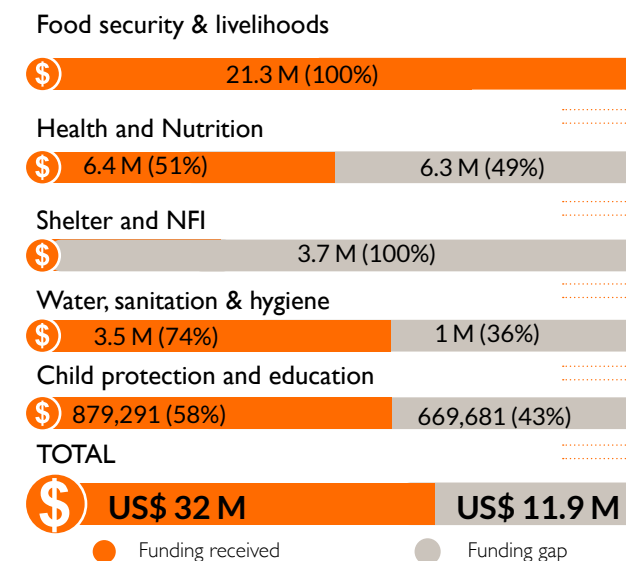 Food security & livelihoods
$ 21.3 M (100%)
Health and Nutrition
$ 6.4 M (51%) 6.3 M (49%)
Shelter and NFI
$ 3.7 M (100%)
Water, sanitation & hygiene
$ 3.5 M (74%) 1 M (36%)
Child protection and education
$ 879,291 (58%) 669,681 (43%)
TOTAL
$ US$ 32 M US$ 11.9 M
Funding received Funding gap